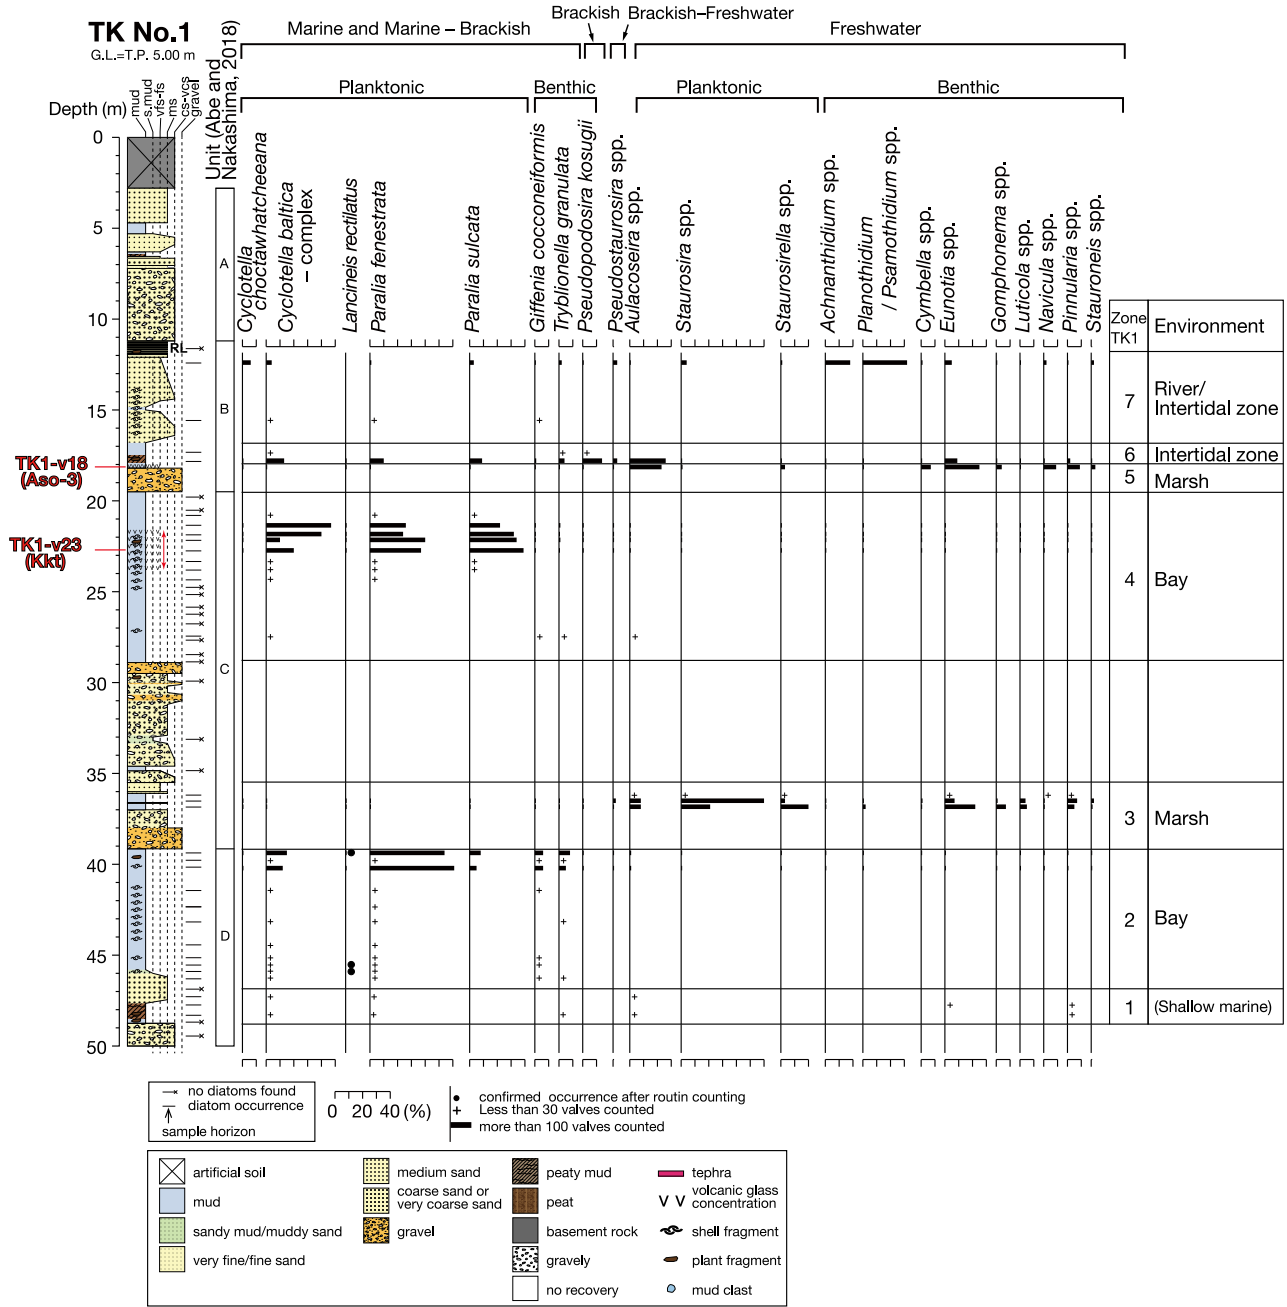 TK No.1
G.L.=T.P. 5.00 m
Depth (m)
mud
s.mud
vfs-fs
ms
cs-vcs
gravel
Unit (Abe and
Nakashima, 2018)
Marine and Marine – Brackish
Brackish
Brackish–Freshwater
Freshwater
Planktonic
Benthic
Planktonic
Benthic
Cyclotella
choctawhatcheeana
Cyclotella baltica
– complex
Lancineis rectilatus
Paralia fenestrata
Paralia sulcata
Giffenia cocconeiformis
Tryblionella granulata
Pseudopodosira kosugii
Pseudostaurosira spp.
Aulacoseira spp.
Staurosira spp.
Staurosirella spp.
Achnanthidium spp.
Planothidium
/ Psamothidium spp.
Cymbella spp.
Eunotia spp.
Gomphonema spp.
Luticola spp.
Navicula spp.
Pinnularia spp.
Stauroneis spp.
Zone
TK1
Environment
0
5
10
15
20
25
30
35
40
45
50
RL
TK1-v18
(Aso-3)
TK1-v23
(Kkt)
A
B
C
D
7
River/
Intertidal zone
6
Intertidal zone
5
Marsh
4
Bay
3
Marsh
2
Bay
1
(Shallow marine)
no diatoms found
diatom occurrence
sample horizon
0 20 40 (%)
confirmed occurrence after routin counting
Less than 30 valves counted
more than 100 valves counted
artificial soil
mud
sandy mud/muddy sand
very fine/fine sand
medium sand
coarse sand or
very coarse sand
gravel
peaty mud
peat
basement rock
gravely
no recovery
tephra
volcanic glass
concentration
shell fragment
plant fragment
mud clast